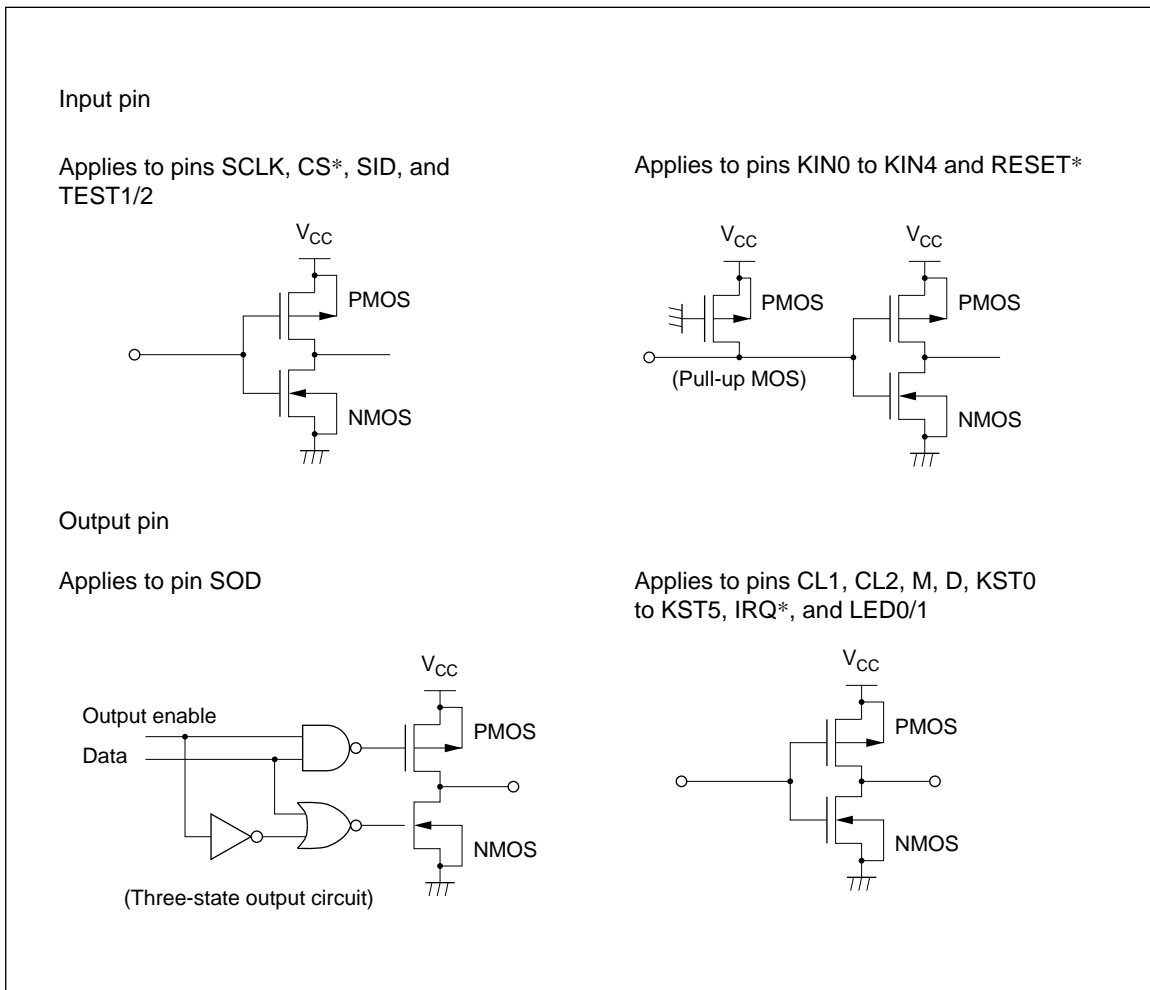 Input pin
Applies to pins SCLK, CS*, SID, and
TEST1/2
VCC
PMOS
NMOS
Applies to pins KIN0 to KIN4 and RESET*
VCC
VCC
PMOS
PMOS
(Pull-up MOS)
NMOS
Output pin
Applies to pin SOD
VCC
Output enable
Data
PMOS
NMOS
(Three-state output circuit)
Applies to pins CL1, CL2, M, D, KST0
to KST5, IRQ*, and LED0/1
VCC
PMOS
NMOS